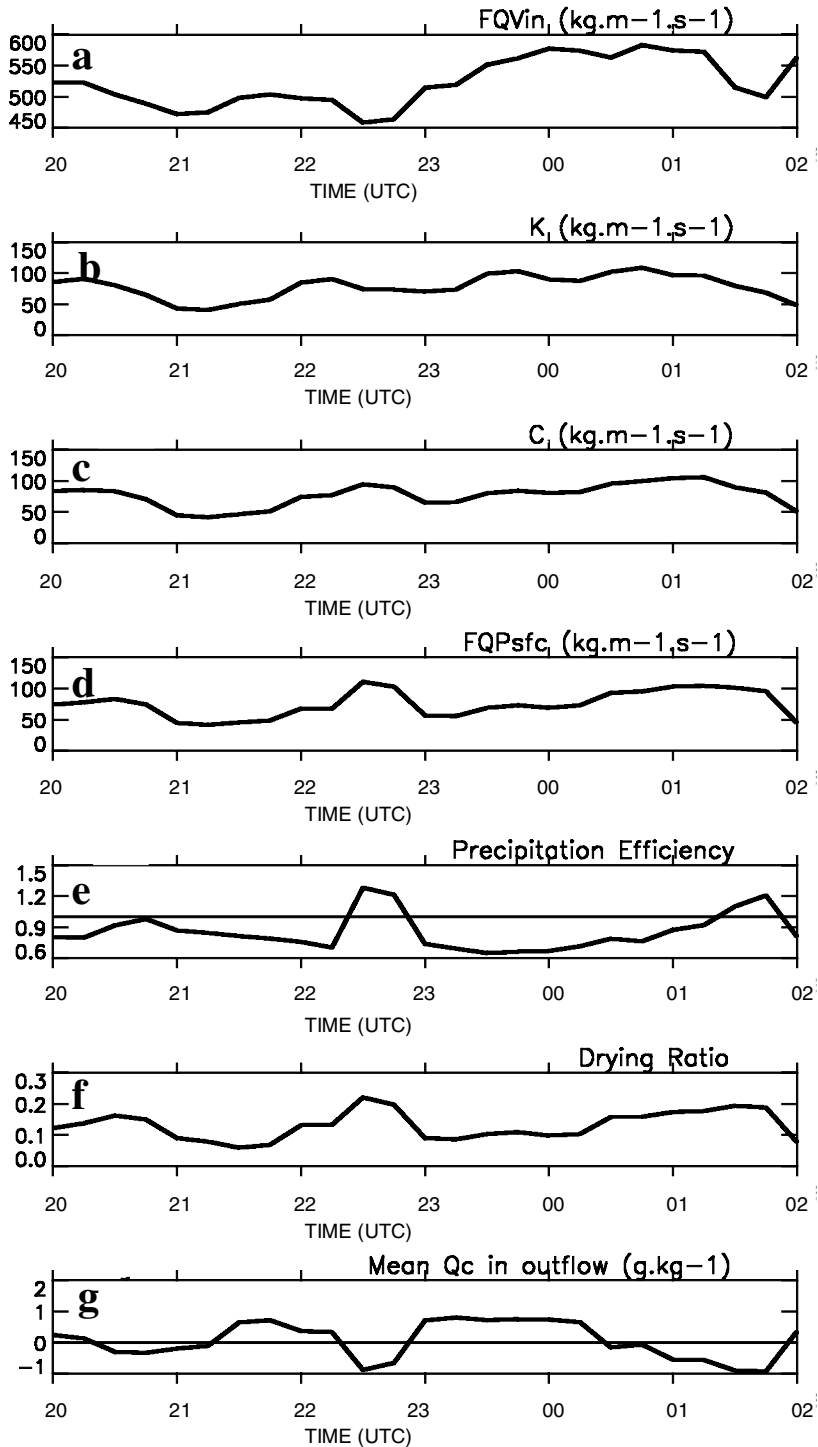 FQVin (kg.m−1.s−1)
a
600
550
500
450
20 21 22 23 00 01 02
TIME (UTC)
K (kg.m−1.s−1)
b
150
100
50
0
20 21 22 23 00 01 02
TIME (UTC)
C (kg.m−1.s−1)
c
150
100
50
0
20 21 22 23 00 01 02
TIME (UTC)
FQPsfc (kg.m−1.s−1)
d
150
100
50
0
20 21 22 23 00 01 02
TIME (UTC)
Precipitation Efficiency
e
1.5
1.2
0.9
0.6
20 21 22 23 00 01 02
TIME (UTC)
Drying Ratio
f
0.3
0.2
0.1
0.0
20 21 22 23 00 01 02
TIME (UTC)
Mean Qc in outflow (g.kg−1)
g
2
1
0
−1
20 21 22 23 00 01 02
TIME (UTC)